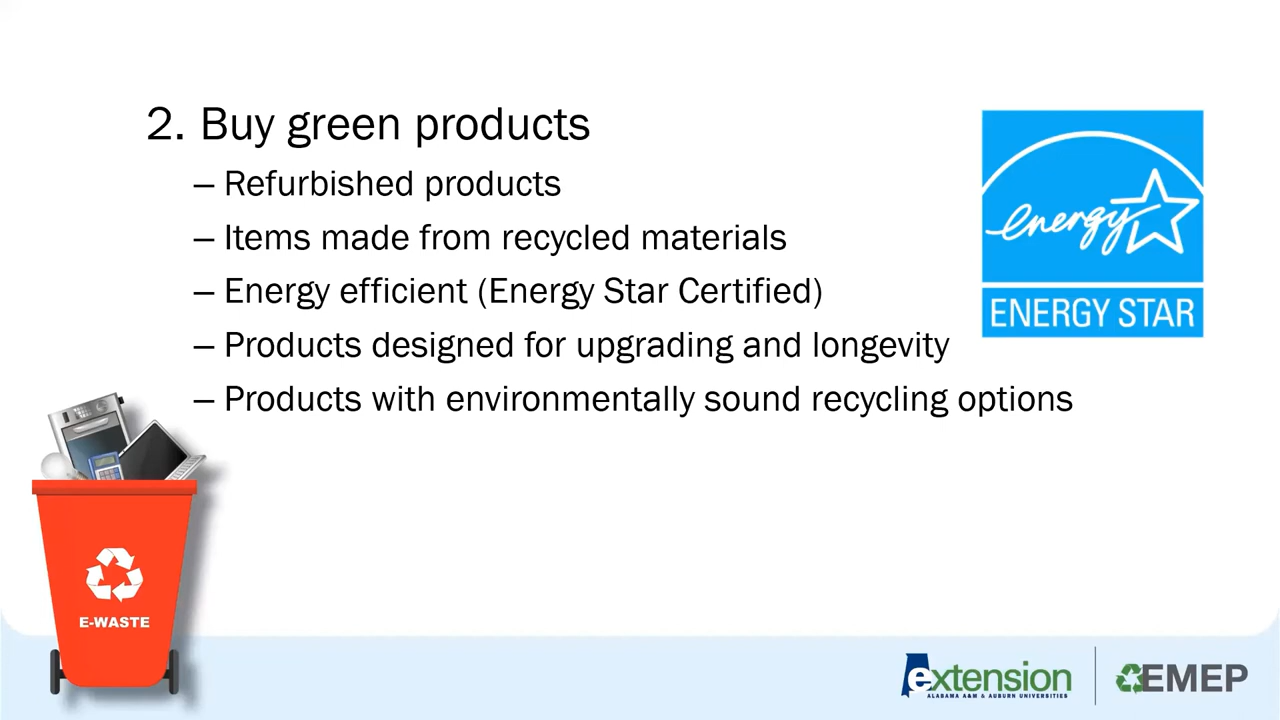 2. Buy green products
– Refurbished products
– Items made from recycled materials
– Energy efficient (Energy Star Certified)
– Products designed for upgrading and longevity
– Products with environmentally sound recycling options
energy
ENERGY STAR
E-WASTE
extension
ALABAMA A&M & AUBURN UNIVERSITIES
EMEP